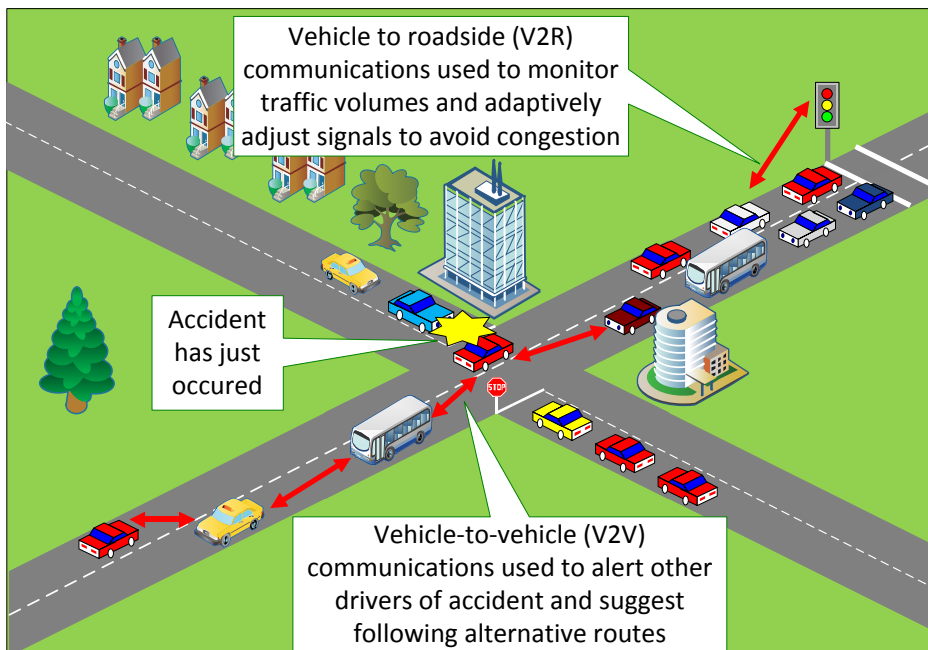 Vehicle to roadside (V2R)
communications used to monitor
traffic volumes and adaptively
adjust signals to avoid congestion
Accident
has just
occured
STOP
Vehicle-to-vehicle (V2V)
communications used to alert other
drivers of accident and suggest
following alternative routes